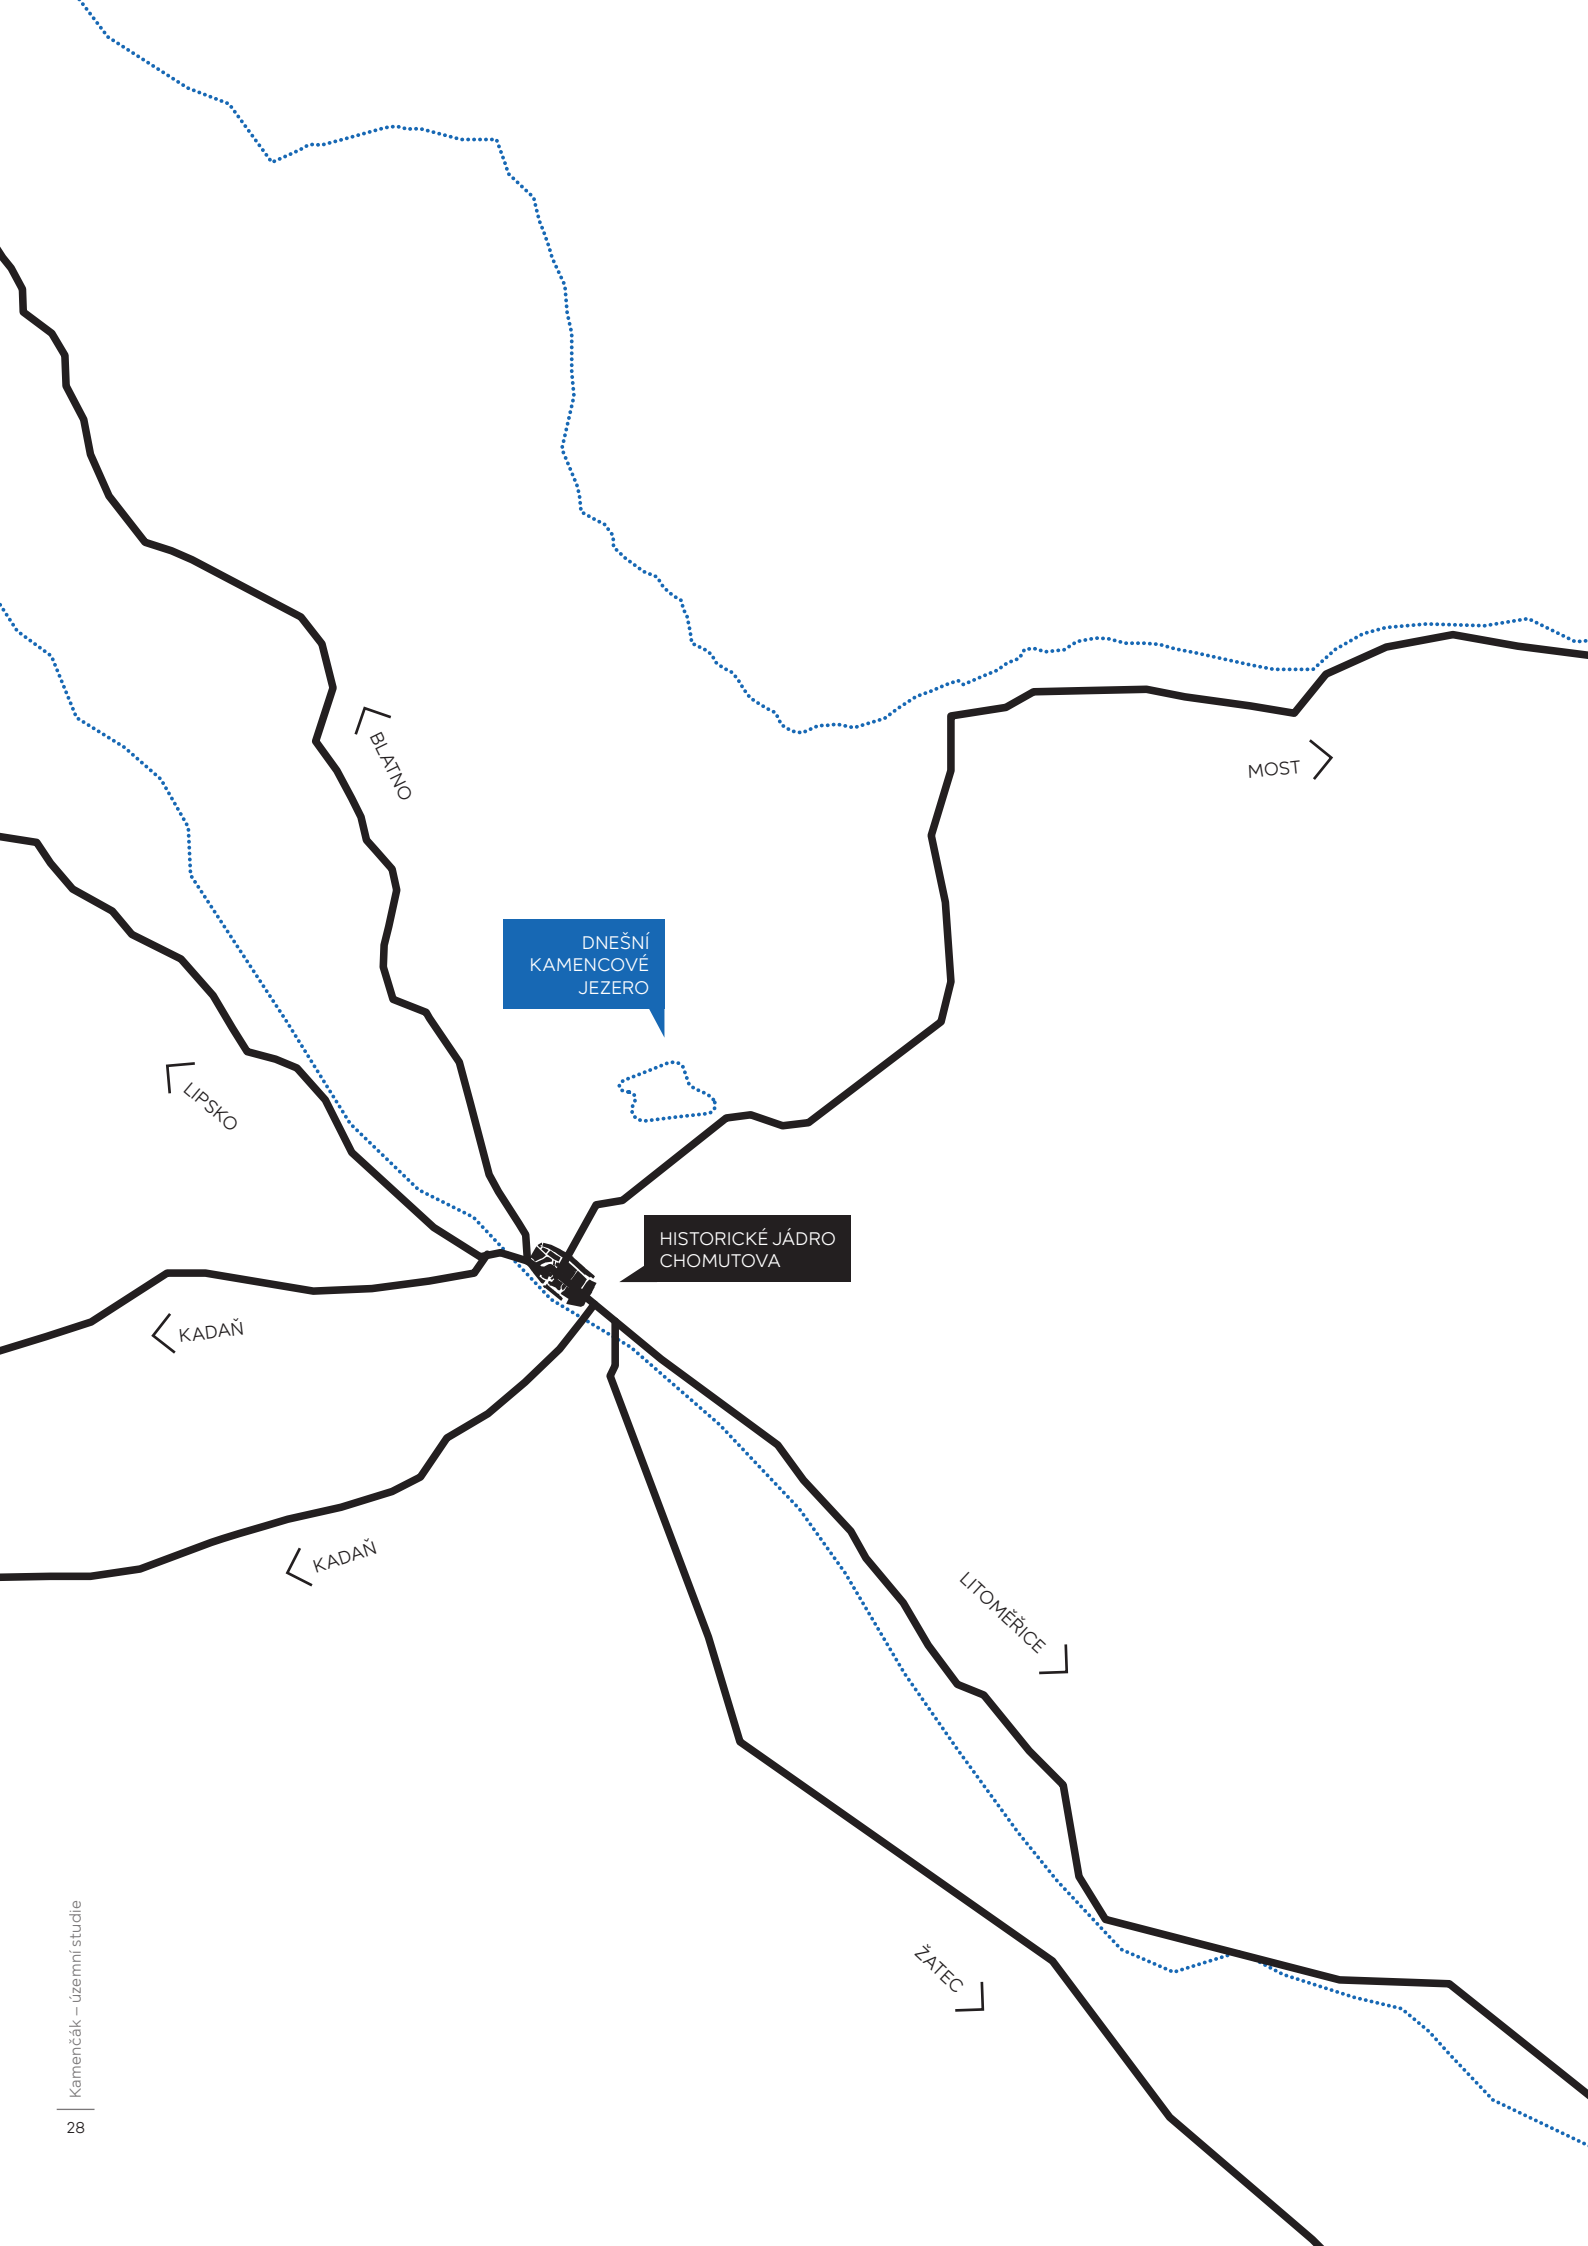 BLATNO
MOST
DNEŠNÍ
KAMENCOVÉ
JEZERO
LIPSKO
HISTORICKÉ JÁDRO
CHOMUTOVA
KADAŇ
KADAŇ
LITOMĚŘICE
ŽATEC
Kamenčák – územní studie
28